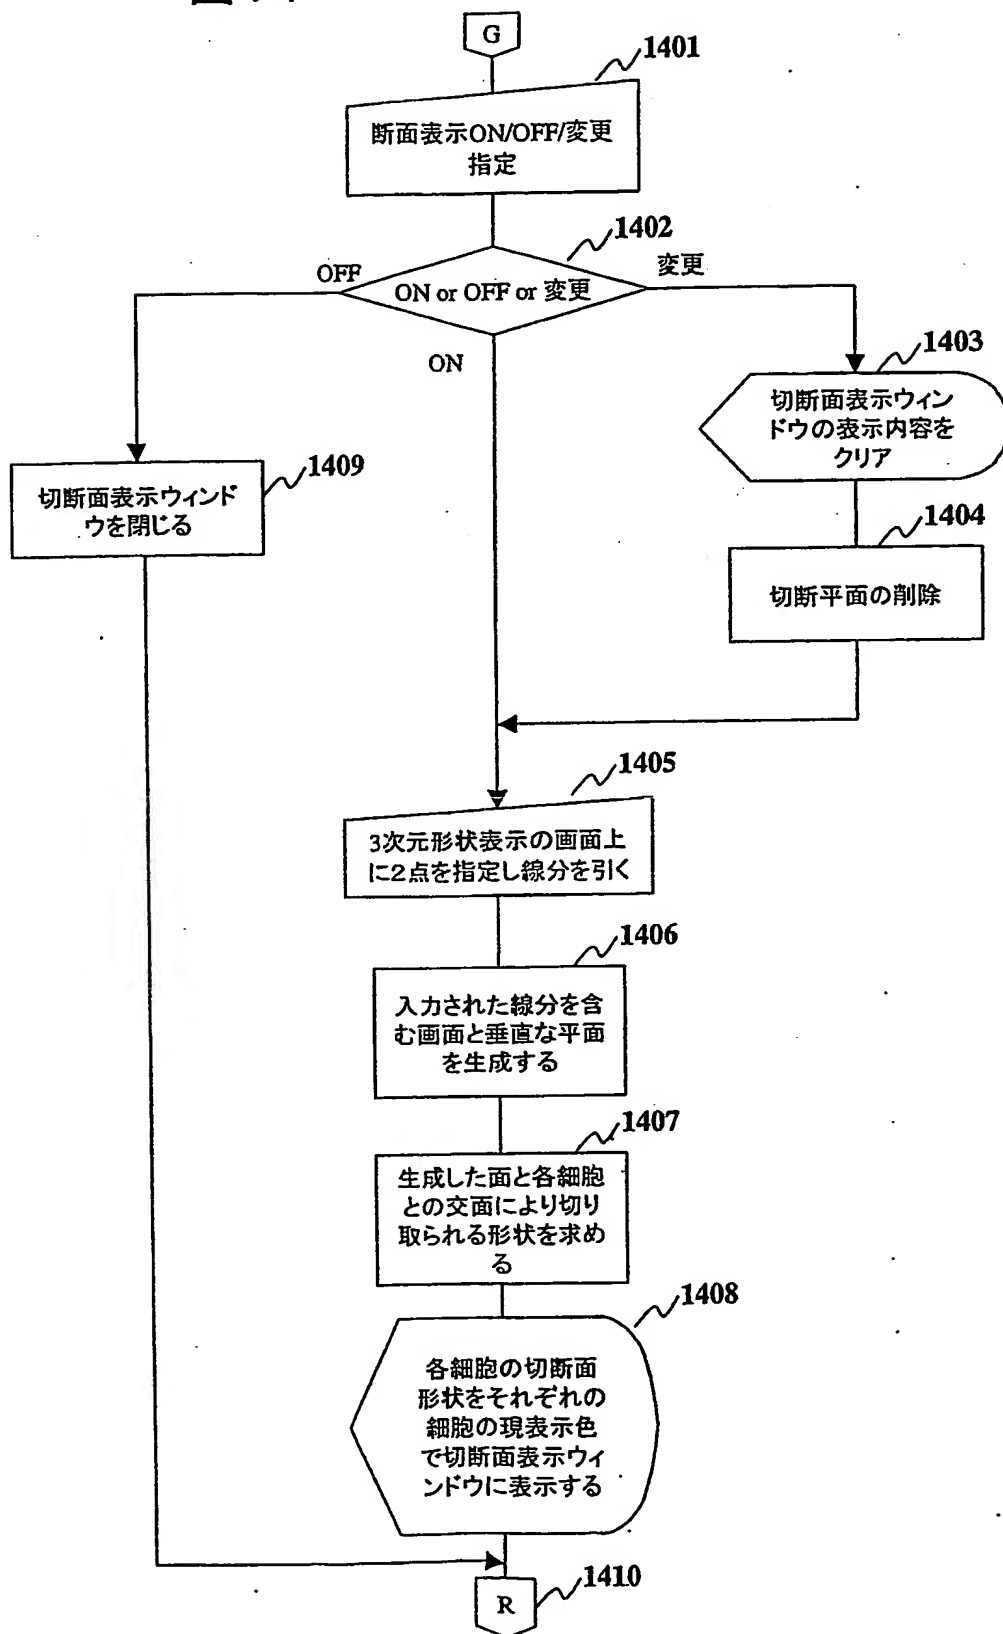 G
1401
断面表示ON/OFF/変更
指定
1402
OFF
変更
ON or OFF or 変更
ON
1403
切断面表示ウィン
ドウの表示内容を
クリア
1409
切断面表示ウィンド
ウを閉じる
1404
切断平面の削除
1405
3次元形状表示の画面上
に2点を指定し線分を引く
1406
入力された線分を含
む画面と垂直な平面
を生成する
1407
生成した面と各細胞
との交面により切り
取られる形状を求め
る
1408
各細胞の切断面
形状をそれぞれの
細胞の現表示色
で切断面表示ウィ
ンドウに表示する
1410
R